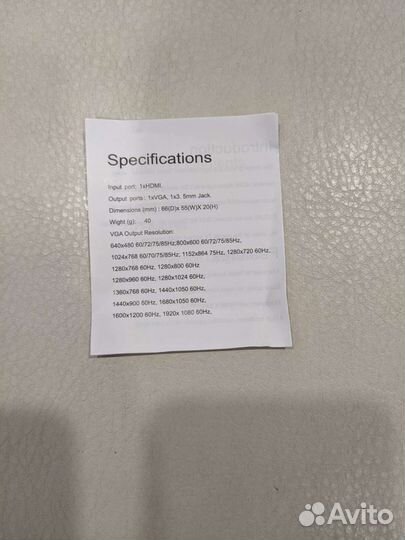 Specifications
Input port: 1xHDMI.
Output ports : 1xVGA, 1x3. 5mm Jack.
Dimensions (mm) : 66(D)x 55(W)X 20(H)
Wight (g): 40
VGA Output Resolution:
640x480 60/72/75/85Hz;800x600 60/72/75/85Hz,
1024x768 60/70/75/85Hz; 1152x864 75Hz, 1280x720 60Hz,
1280x768 60Hz, 1280x800 60Hz
1280x960 60Hz, 1280x1024 60Hz,
1360x768 60Hz, 1440x1050 60Hz,
1440x900 50Hz, 1680x1050 60Hz,
1600x1200 60Hz, 1920x 1080 60Hz,
Avito